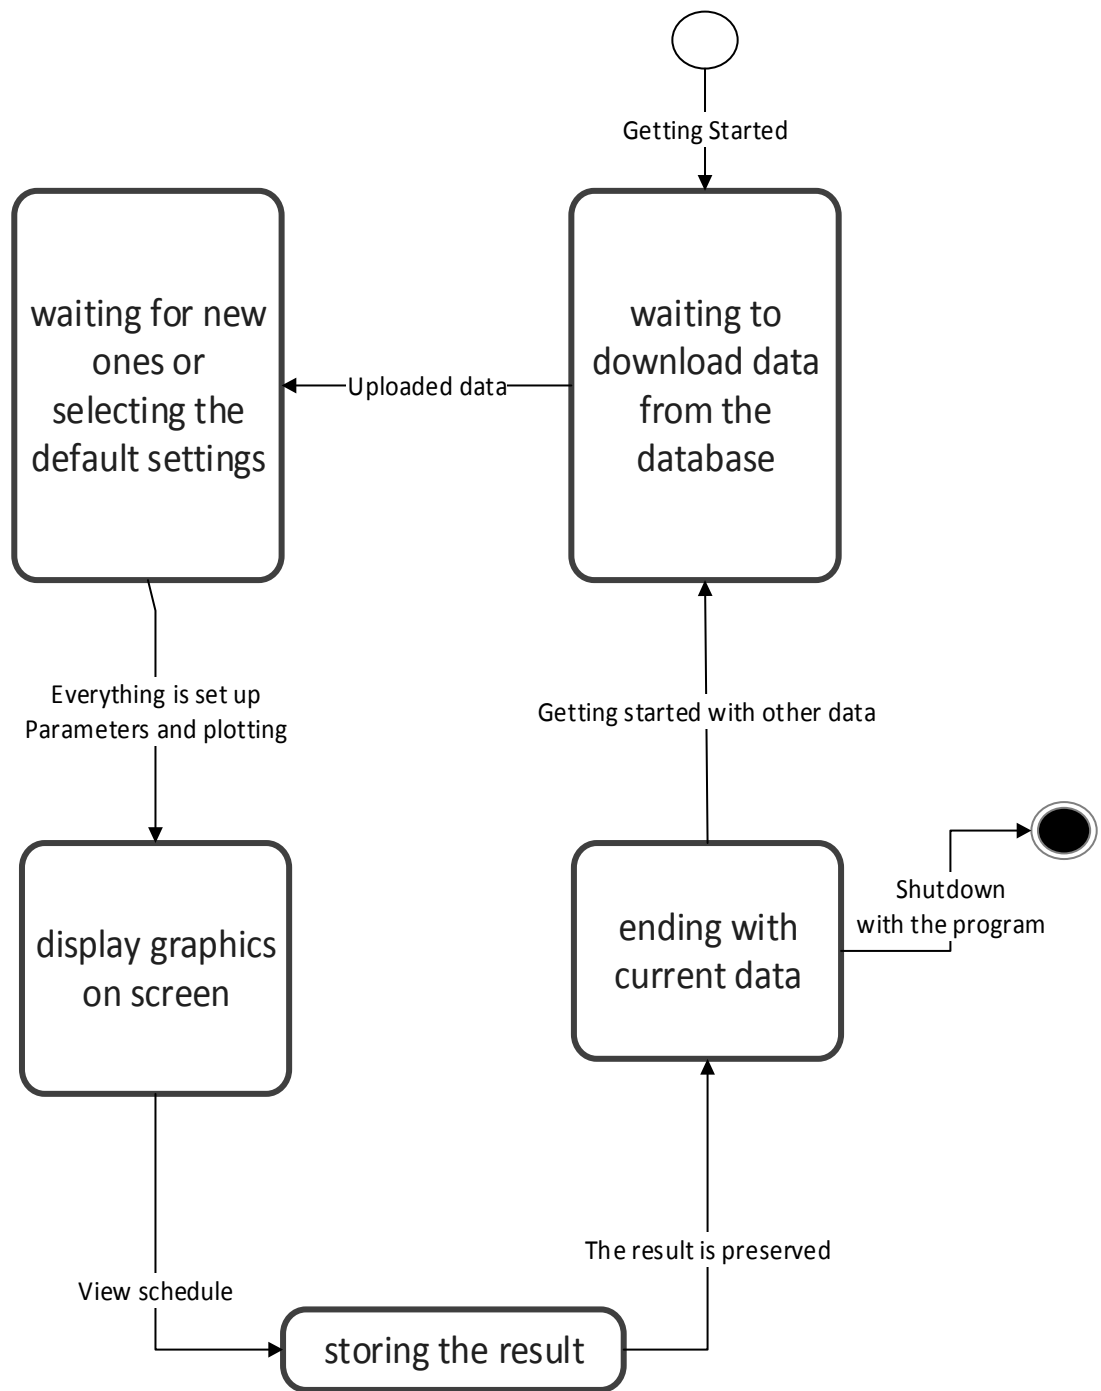 Getting Started
waiting to
download data
from the
database
Uploaded data
waiting for new
ones or
selecting the
default settings
Everything is set up
Parameters and plotting
display graphics
on screen
View schedule
storing the result
The result is preserved
ending with
current data
Getting started with other data
Shutdown
with the program